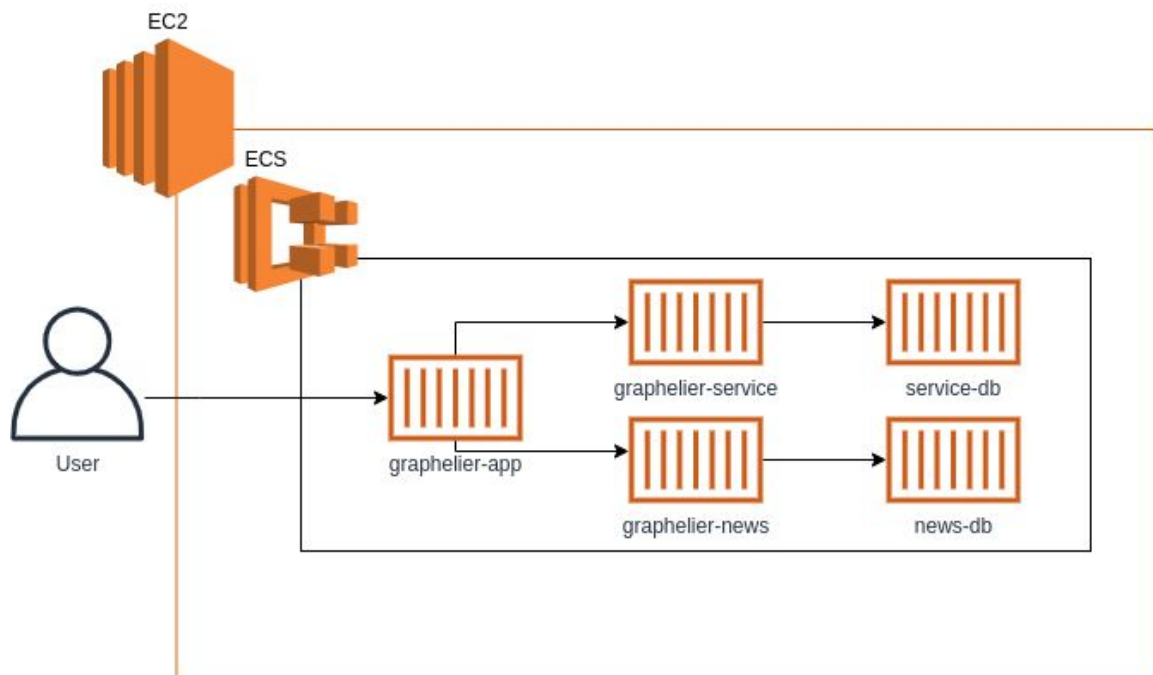 EC2
ECS
User
graphelier-app
graphelier-service
service-db
graphelier-news
news-db